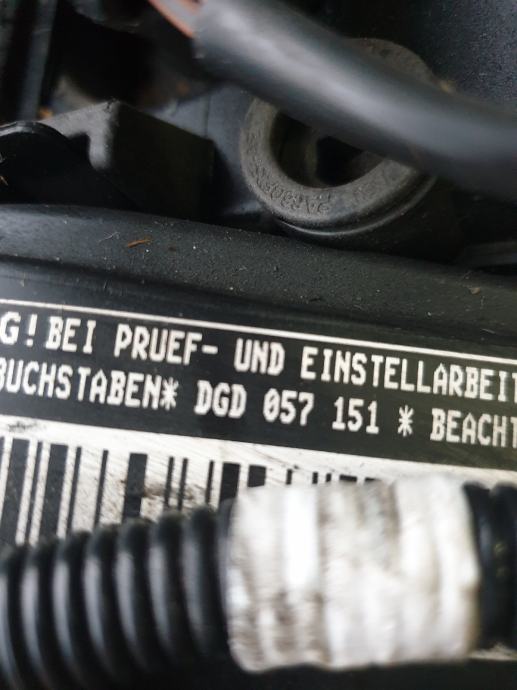 G! BEI PRUEF- UND EINSTELLARBEIT
BUCHSTABEN* DGD 057 151 * BEACHT